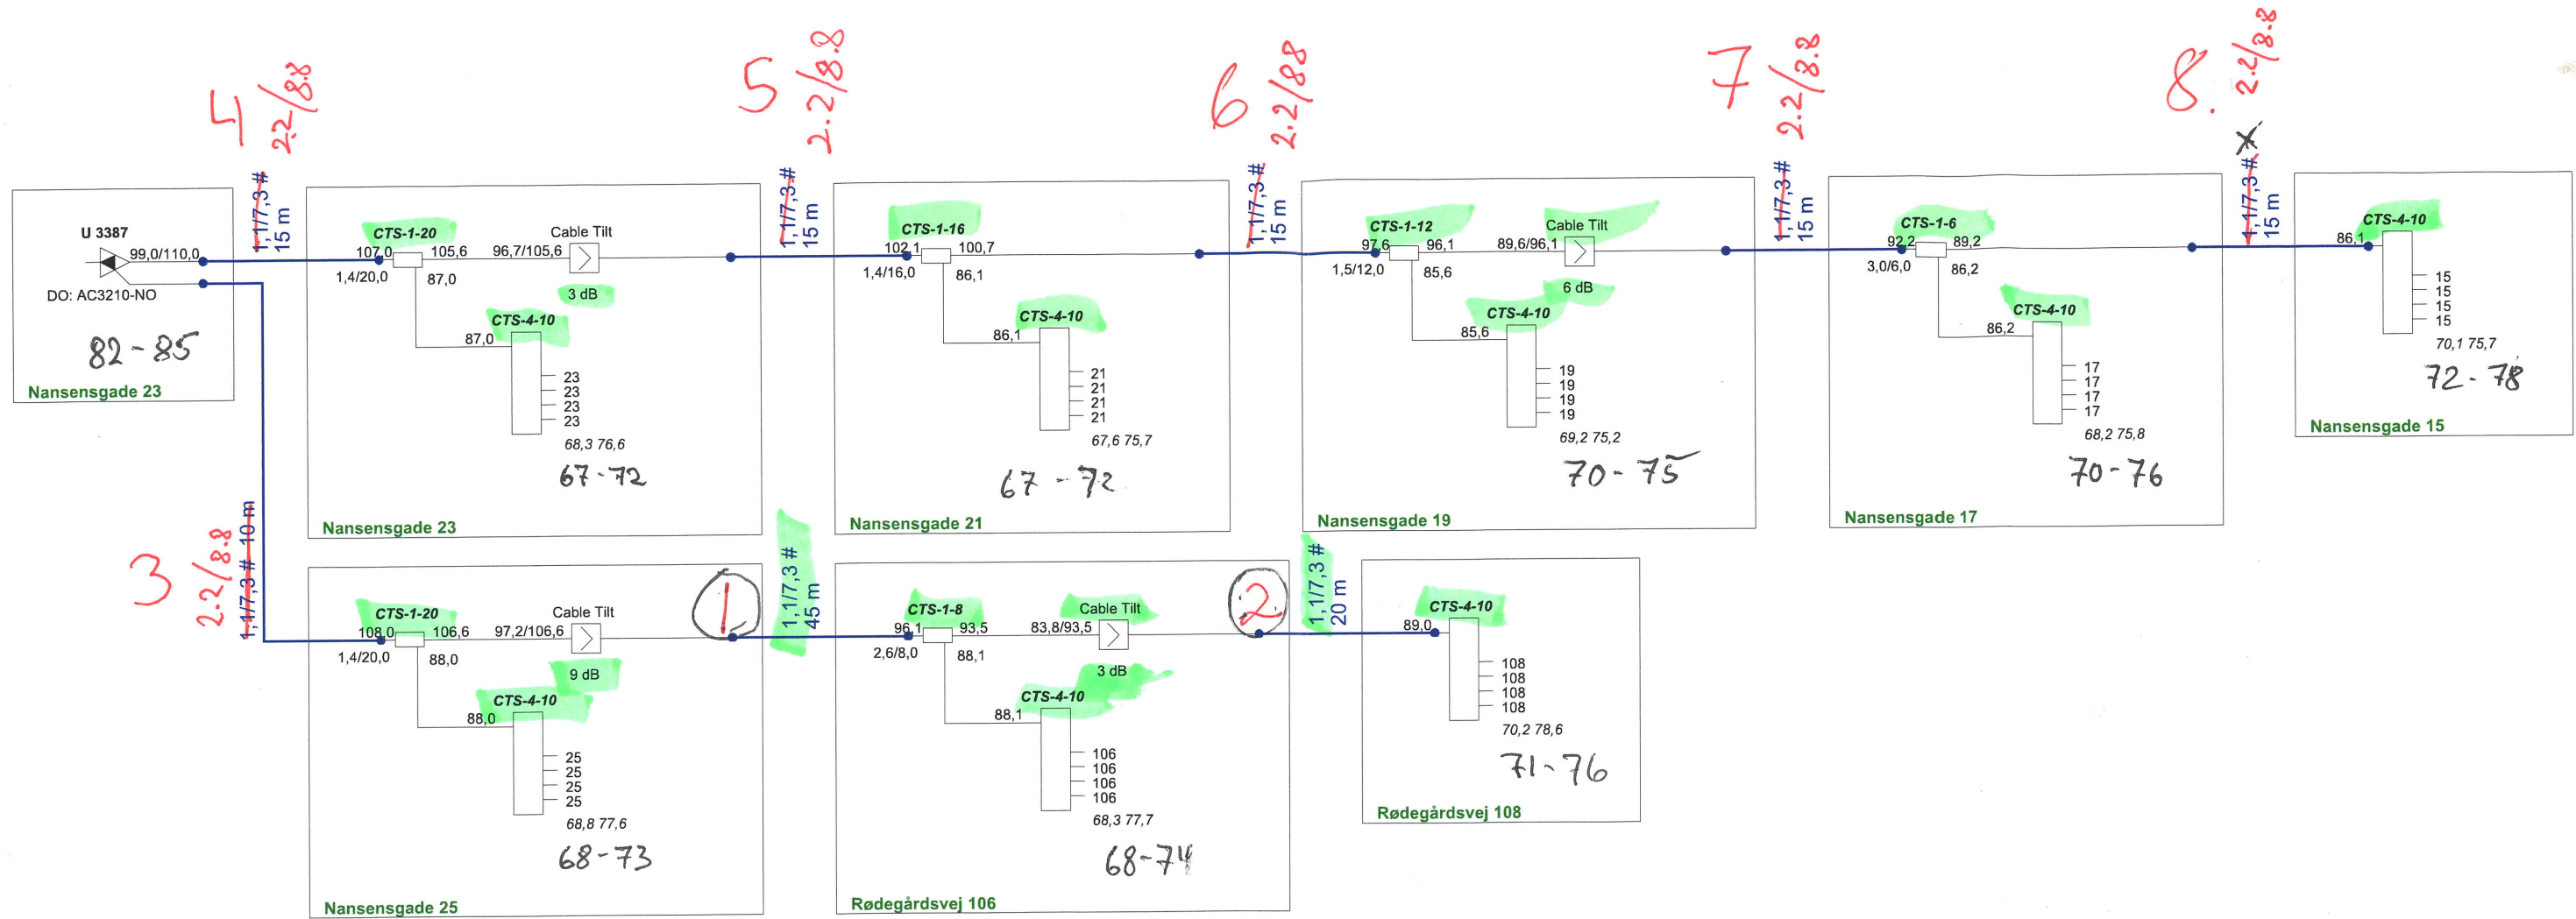 4
2.2/8.8
1,1/7,3 #
15 m
5
2.2/8.8
1,1/7,3 #
15 m
6
2.2/88
1,1/7,3 #
15 m
7
2.2/8.8
1,1/7,3 #
15 m
8.
2.2/8.8
X
1,1/7,3 #
15 m
U 3387
99,0/110,0
DO: AC3210-NO
82-85
Nansensgade 23
CTS-1-20
107,0
105,6
96,7/105,6
Cable Tilt
1,4/20,0
87,0
3 dB
CTS-4-10
87,0
23
23
23
23
68,3 76,6
67-72
Nansensgade 23
CTS-1-16
102,1
100,7
1,4/16,0
86,1
CTS-4-10
86,1
21
21
21
21
67,6 75,7
67-72
Nansensgade 21
CTS-1-12
97,6
96,1
89,6/96,1
Cable Tilt
1,5/12,0
85,6
6 dB
CTS-4-10
85,6
19
19
19
19
69,2 75,2
70-75
Nansensgade 19
CTS-1-6
92,2
89,2
3,0/6,0
86,2
CTS-4-10
86,2
17
17
17
17
68,2 75,8
70-76
Nansensgade 17
CTS-4-10
86,1
15
15
15
15
70,1 75,7
72-78
Nansensgade 15
3
2.2/8.8
1,1/7,3 # 10 m
CTS-1-20
108,0
106,6
97,2/106,6
Cable Tilt
1
1,4/20,0
88,0
9 dB
CTS-4-10
88,0
25
25
25
25
68,8 77,6
68-73
Nansensgade 25
1,1/7,3 #
45 m
CTS-1-8
96,1
93,5
83,8/93,5
Cable Tilt
2
2,6/8,0
88,1
3 dB
CTS-4-10
88,1
106
106
106
106
68,3 77,7
68-74
Rødegårdsvej 106
1,1/7,3 #
20 m
CTS-4-10
89,0
108
108
108
108
70,2 78,6
71-76
Rødegårdsvej 108